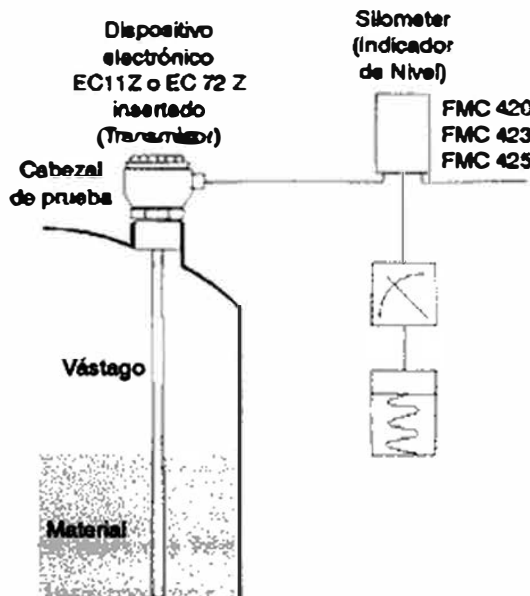 Dispositivo
electrónico
EC11Z o EC 72 Z
insertado
(Transmisor)
Silometer
(Indicador
de Nivel)
FMC 420
FMC 423
FMC 425
Cabezal
de prueba
Vástago
Material